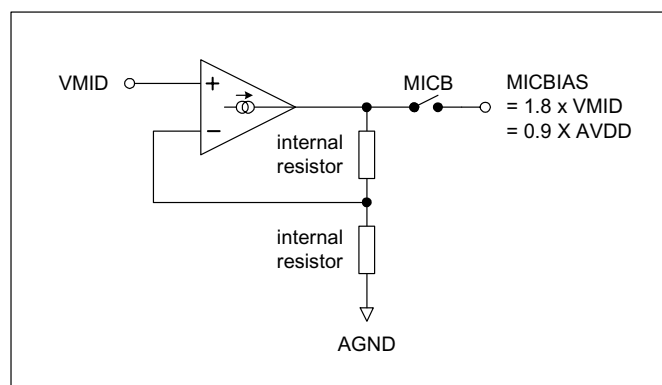 VMID
+
−
MICB
MICBIAS
= 1.8 x VMID
= 0.9 X AVDD
internal
resistor
internal
resistor
AGND